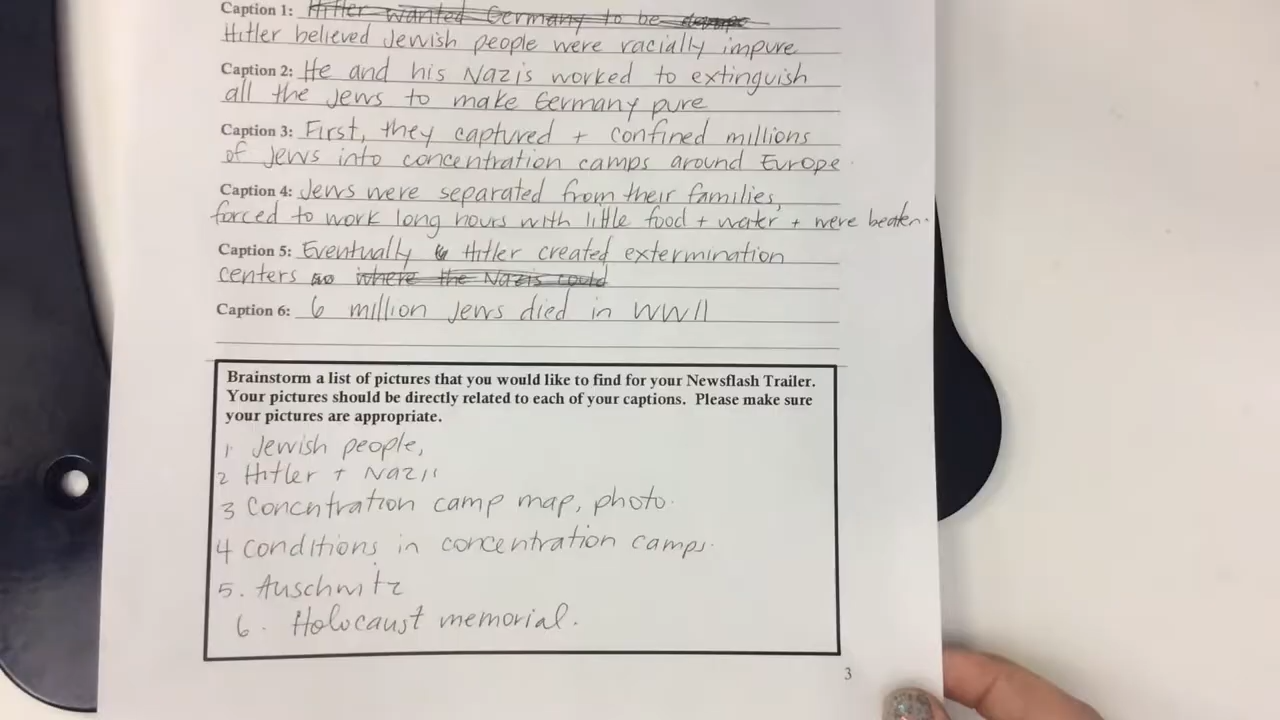 Caption 1: Hitler wanted Germany to be
Hitler believed Jewish people were racially impure
Caption 2: He and his Nazis worked to extinguish
all the Jews to make Germany pure
Caption 3: First, they captured + confined millions
of Jews into concentration camps around Europe.
Caption 4: Jews were separated from their families,
forced to work long hours with little food + water + were beaten.
Caption 5: Eventually Hitler created extermination
centers where the Nazis could
Caption 6: 6 million Jews died in WWII
Brainstorm a list of pictures that you would like to find for your Newsflash Trailer.
Your pictures should be directly related to each of your captions. Please make sure
your pictures are appropriate.
1 Jewish people,
2 Hitler + Nazis
3 Concntration camp map, photo.
4 Conditions in concentration camps.
5. Auschwitz
6. Holocaust memorial.
3